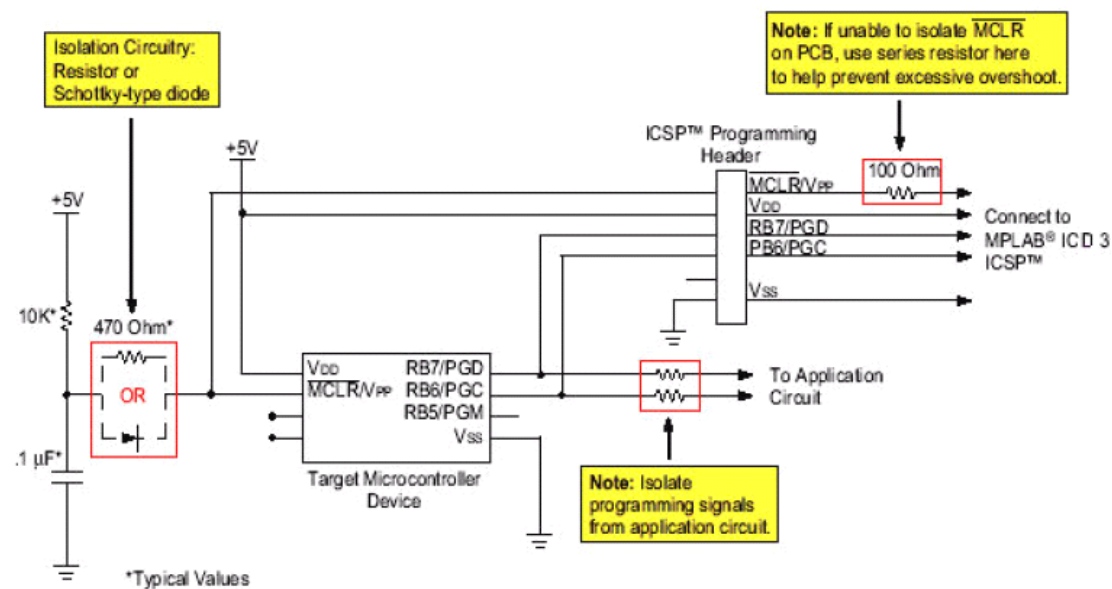 Isolation Circuitry:
Resistor or
Schottky-type diode
Note: If unable to isolate MCLR
on PCB, use series resistor here
to help prevent excessive overshoot.
+5V
ICSP™ Programming
Header
+5V
MCLR/VPP
100 Ohm
VDD
RB7/PGD
PB6/PGC
VSS
Connect to
MPLAB® ICD 3
ICSP™
10K*
470 Ohm*
OR
.1 µF*
VDD
MCLR/VPP
RB7/PGD
RB6/PGC
RB5/PGM
VSS
To Application
Circuit
Target Microcontroller
Device
Note: Isolate
programming signals
from application circuit.
*Typical Values